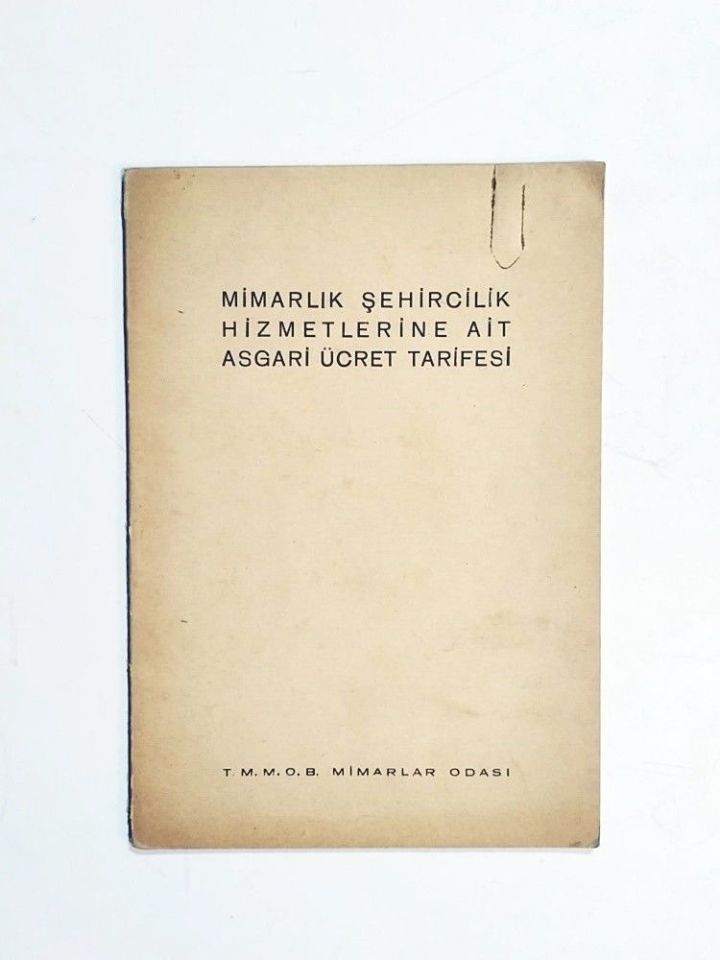 MİMARLIK ŞEHİRCİLİK
HİZMETLERİNE AİT
ASGARİ ÜCRET TARİFESİ
T. M. M. O. B. MİMARLAR ODASI